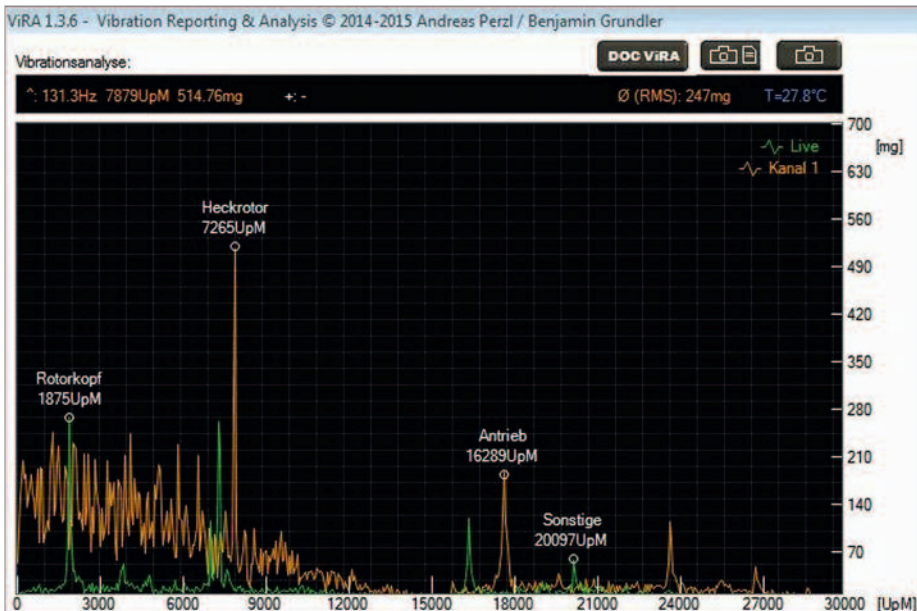 ViRA 1.3.6 - Vibration Reporting & Analysis © 2014-2015 Andreas Perzl / Benjamin Grundler
Vibrationsanalyse:
DOC ViRA
^: 131.3Hz 7879UpM 514.76mg +: - Ø (RMS): 247mg T=27.8°C
700
[mg]
Live
Kanal 1
630
560
490
420
350
280
210
140
70
Heckrotor
7265UpM
Rotorkopf
1875UpM
Antrieb
16289UpM
Sonstige
20097UpM
0 3000 6000 9000 12000 15000 18000 21000 24000 27000 30000 [UpM]